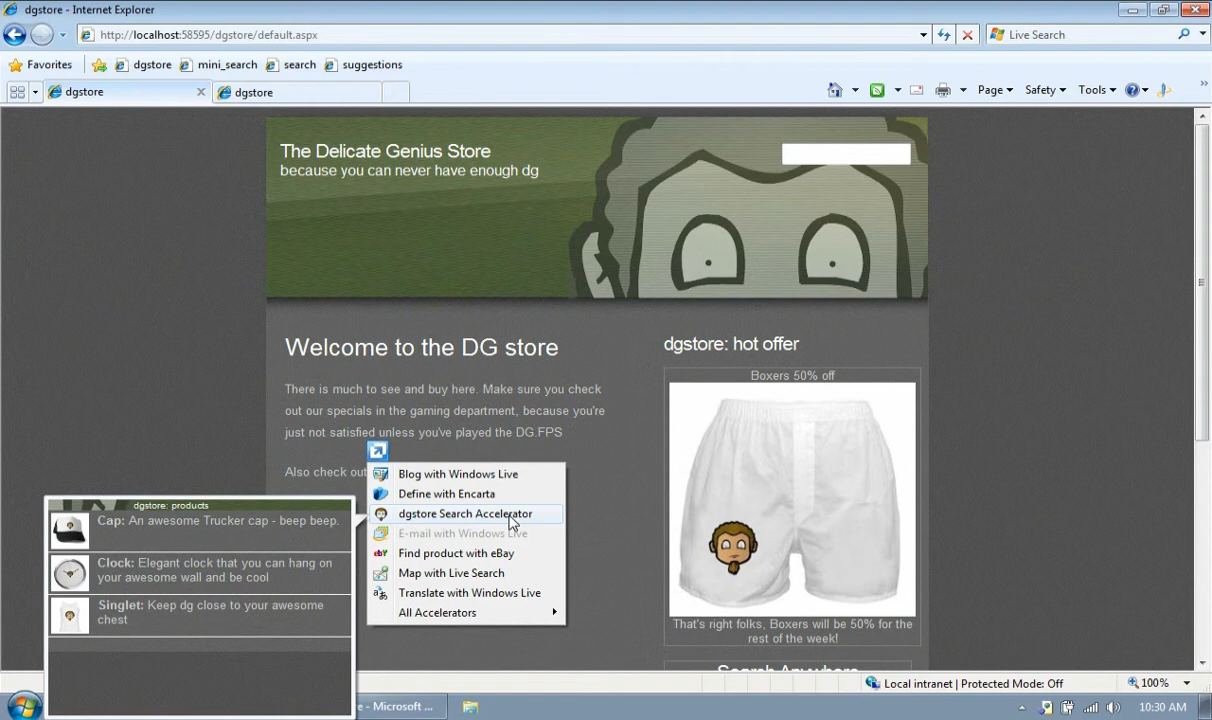 dgstore - Internet Explorer
http://localhost:58595/dgstore/default.aspx
Live Search
Favorites
dgstore
mini_search
search
suggestions
dgstore
dgstore
Page
Safety
Tools
The Delicate Genius Store
because you can never have enough dg
Welcome to the DG store
There is much to see and buy here. Make sure you check
out our specials in the gaming department, because you're
just not satisfied unless you've played the DG.FPS
Also check out
dgstore: hot offer
Boxers 50% off
That's right folks, Boxers will be 50% for the
rest of the week!
Search Anywhere
Blog with Windows Live
Define with Encarta
dgstore Search Accelerator
E-mail with Windows Live
Find product with eBay
Map with Live Search
Translate with Windows Live
All Accelerators
dgstore: products
Cap: An awesome Trucker cap - beep beep.
Clock: Elegant clock that you can hang on
your awesome wall and be cool
Singlet: Keep dg close to your awesome
chest
Local intranet | Protected Mode: Off
100%
e - Microsoft ...
10:30 AM